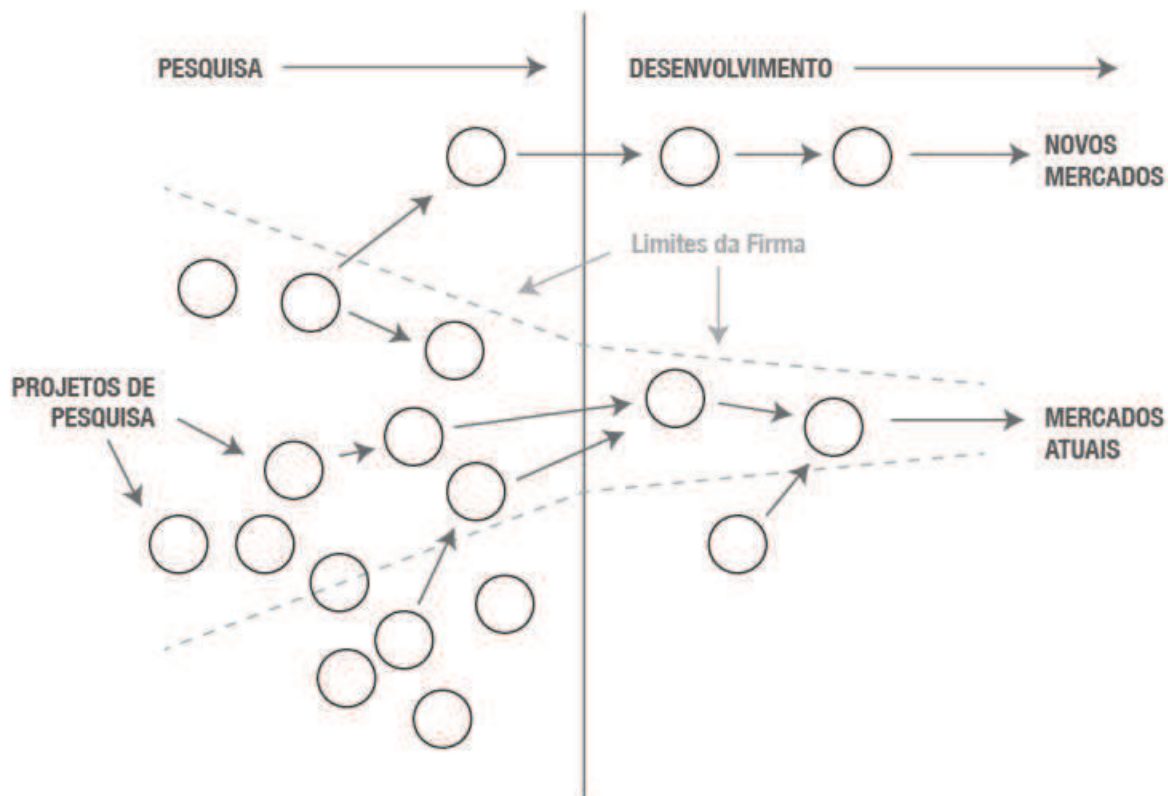 PESQUISA
DESENVOLVIMENTO
NOVOS
MERCADOS
Limites da Firma
PROJETOS DE
PESQUISA
MERCADOS
ATUAIS